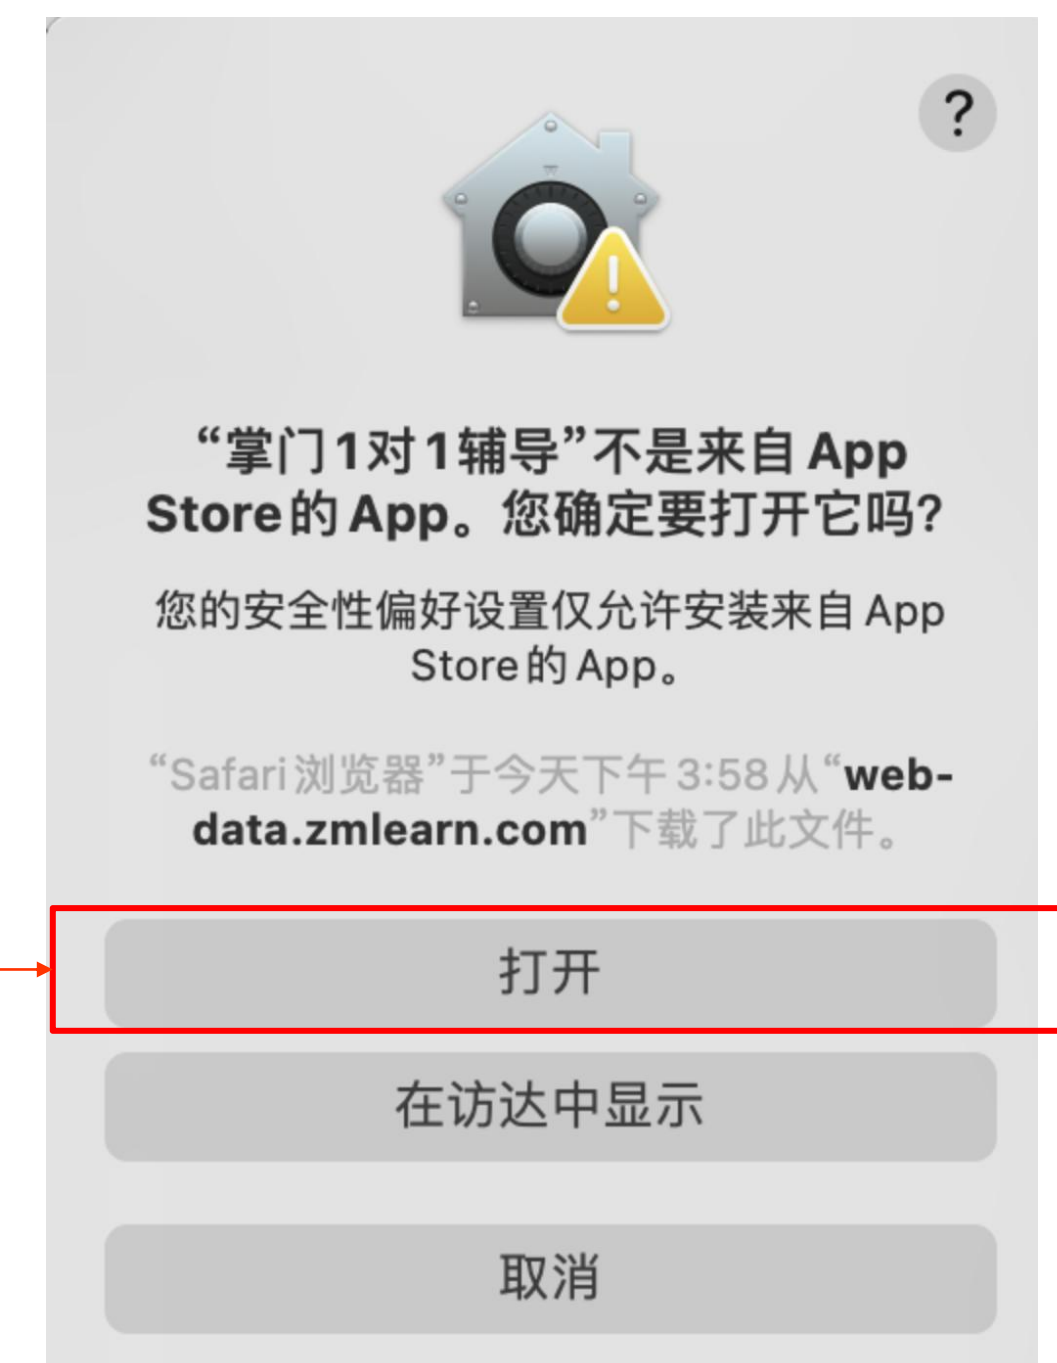 ?
“掌门1对1辅导”不是来自 App
Store的 App。您确定要打开它吗?
您的安全性偏好设置仅允许安装来自 App
Store的 App。
“Safari浏览器”于今天下午3:58从“web-
data.zmlearn.com”下载了此文件。
打开
在访达中显示
取消